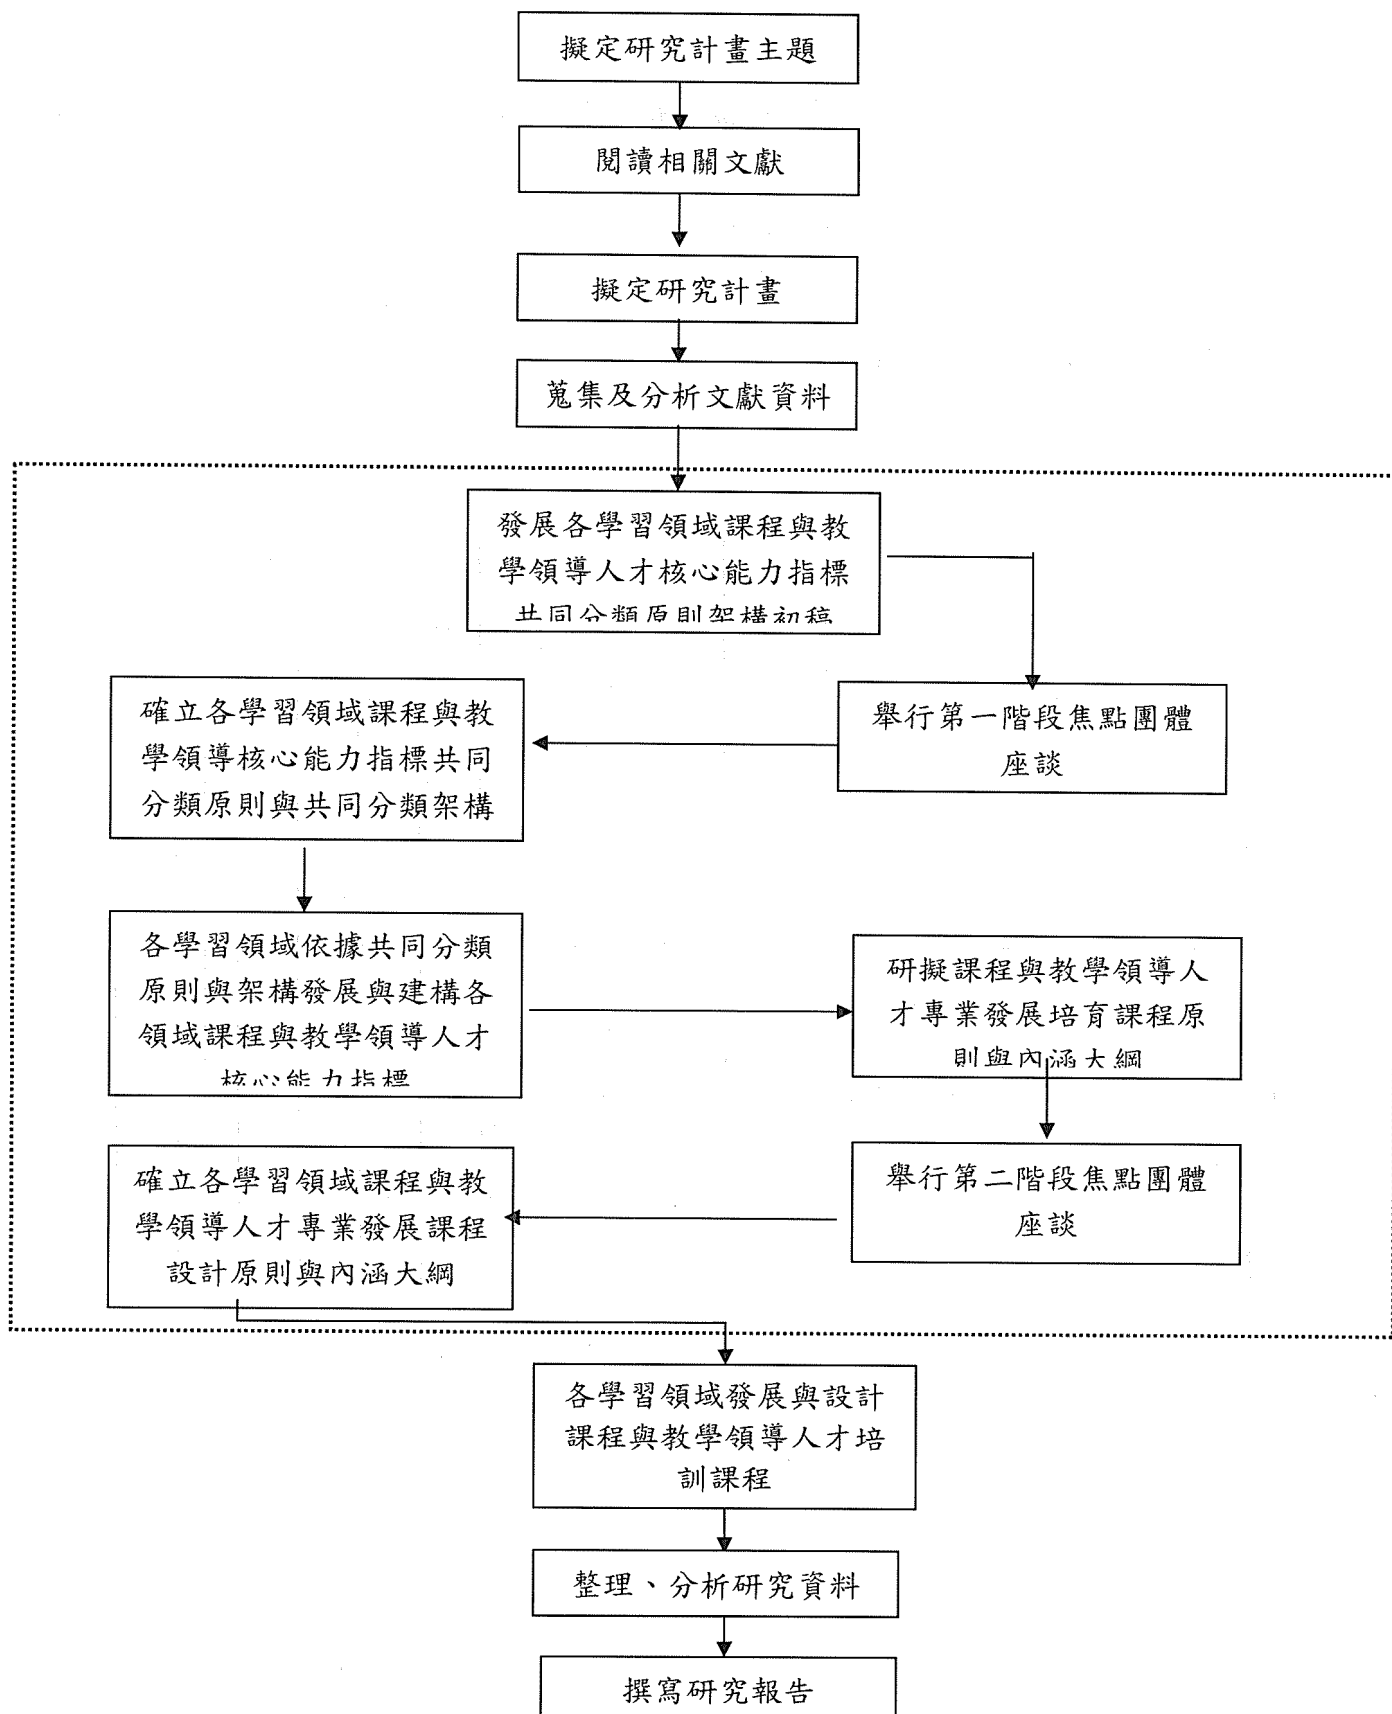 擬定研究計畫主題
閱讀相關文獻
擬定研究計畫
蒐集及分析文獻資料
發展各學習領域課程與教
學領導人才核心能力指標
共同分類原則架構初稿
舉行第一階段焦點團體
座談
確立各學習領域課程與教
學領導核心能力指標共同
分類原則與共同分類架構
各學習領域依據共同分類
原則與架構發展與建構各
領域課程與教學領導人才
核心能力指標
研擬課程與教學領導人
才專業發展培育課程原
則與內涵大綱
舉行第二階段焦點團體
座談
確立各學習領域課程與教
學領導人才專業發展課程
設計原則與內涵大綱
各學習領域發展與設計
課程與教學領導人才培
訓課程
整理、分析研究資料
撰寫研究報告